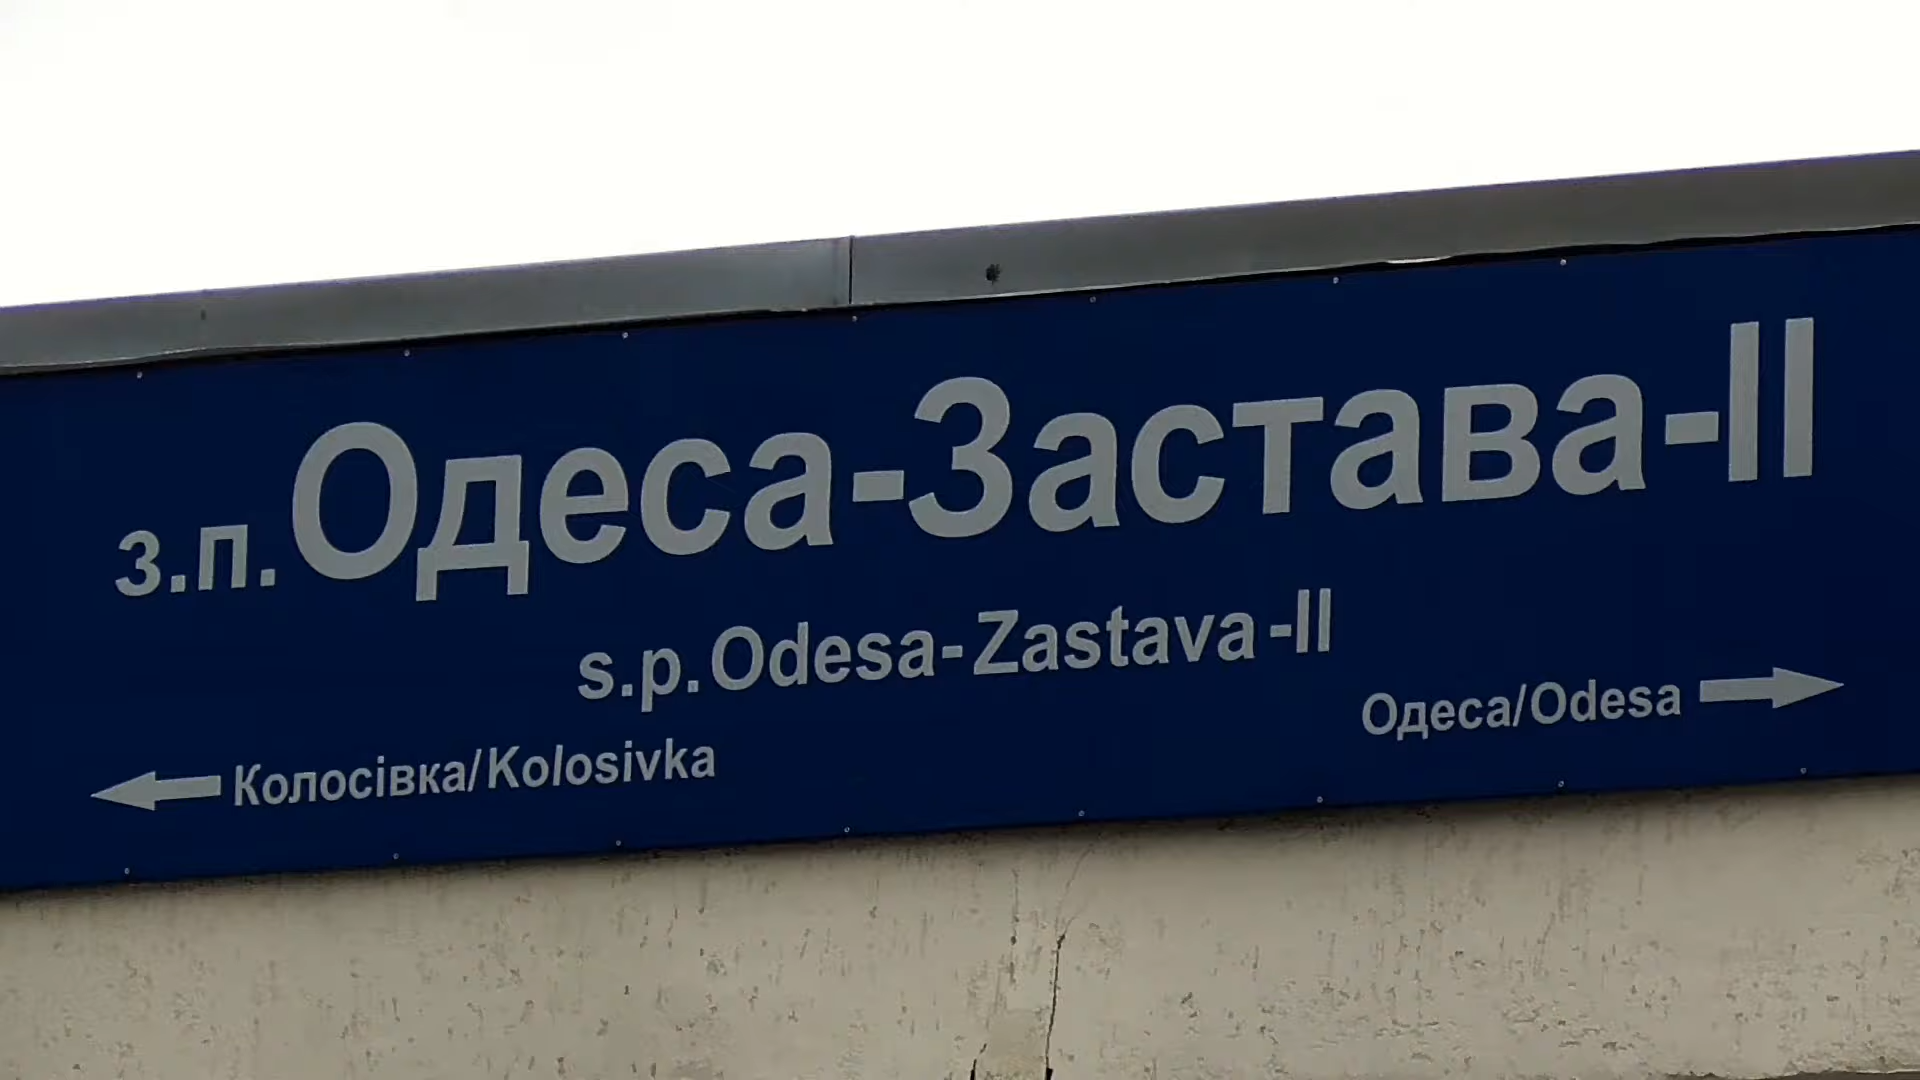 з.п.Одеса-Застава-II
s.p.Odesa-Zastava-II
Одеса/Odesa
Колосівка/Kolosivka